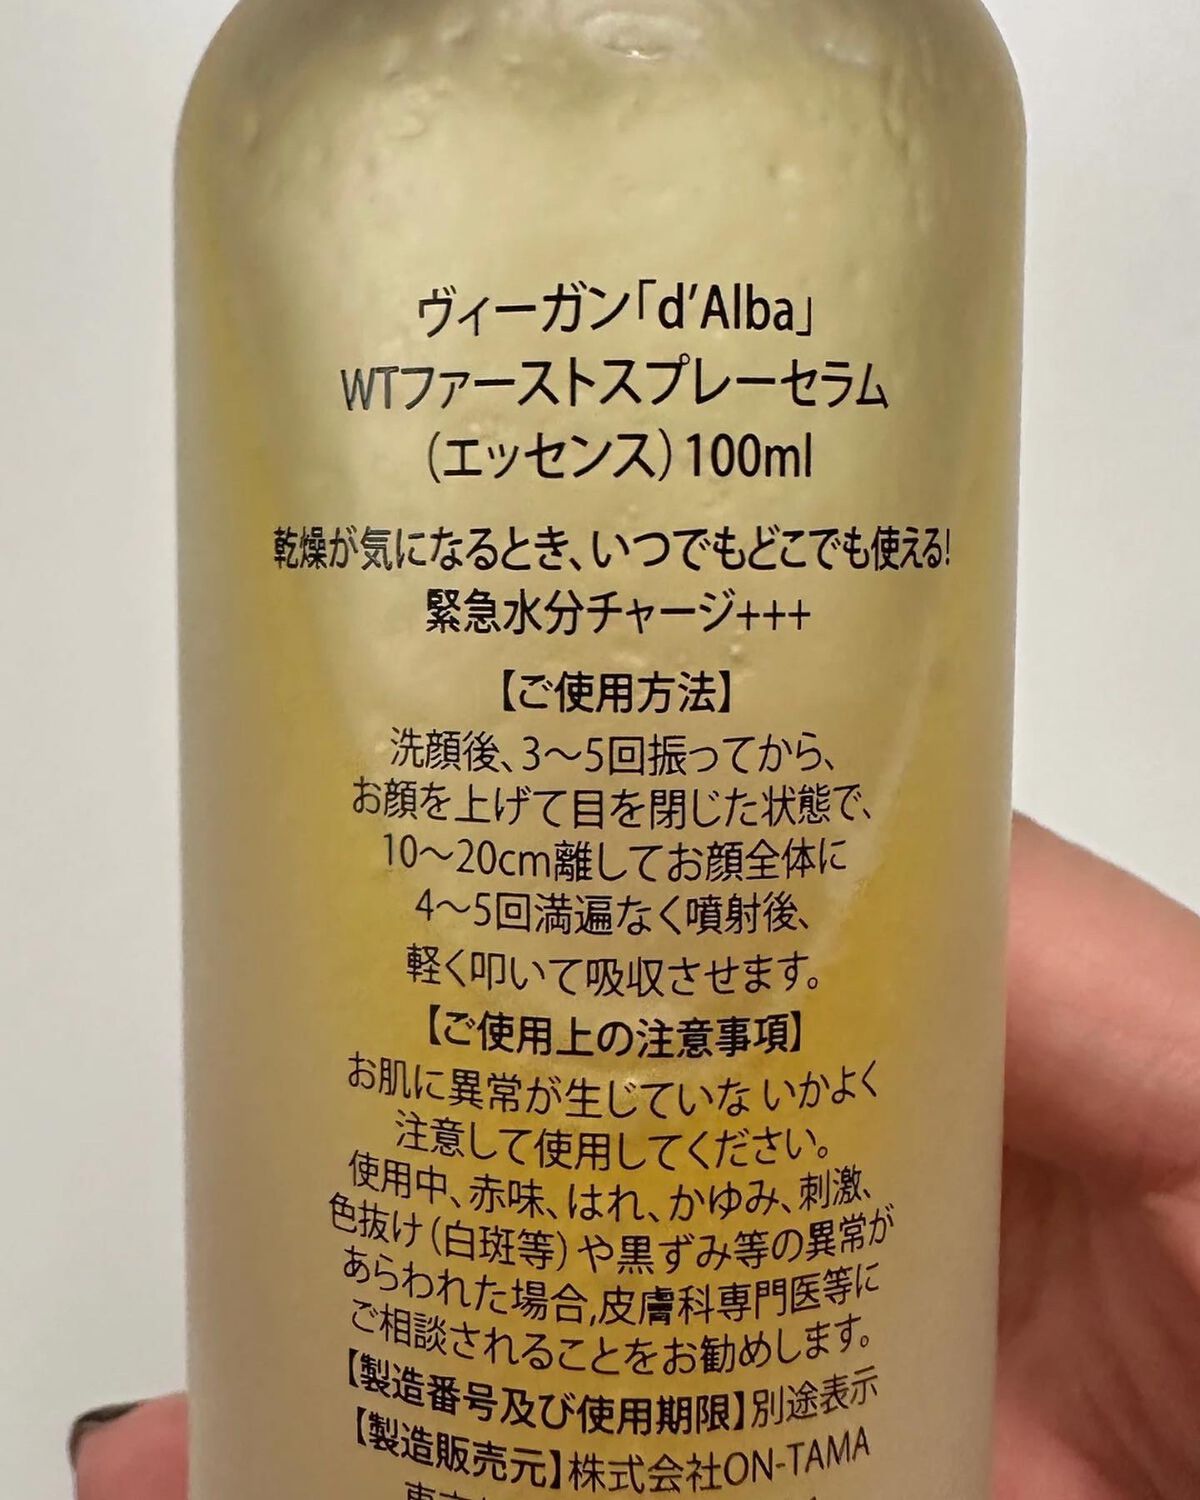 ヴィーガン「d'Alba」
WTファーストスプレーセラム
(エッセンス) 100ml
乾燥が気になるとき、いつでもどこでも使える!
緊急水分チャージ+++
【ご使用方法】
洗顔後、3～5回振ってから、
お顔を上げて目を閉じた状態で、
10～20cm離してお顔全体に
4～5回満遍なく噴射後、
軽く叩いて吸収させます。
【ご使用上の注意事項】
お肌に異常が生じていな いかよく
注意して使用してください。
使用中、赤味、はれ、かゆみ、刺激、
色抜け(白斑等)や黒ずみ等の異常が
あらわれた場合,皮膚科専門医等に
ご相談されることをお勧めします。
【製造番号及び使用期限】別途表示
【製造販売元】株式会社ON-TAMA